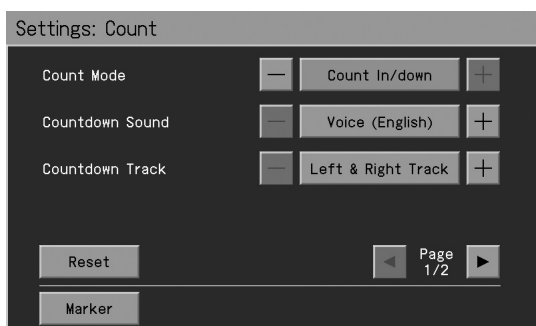 Settings: Count
Count Mode — Count In/down +
Countdown Sound — Voice (English) +
Countdown Track — Left & Right Track +
Reset ◄ Page 1/2 ►
Marker